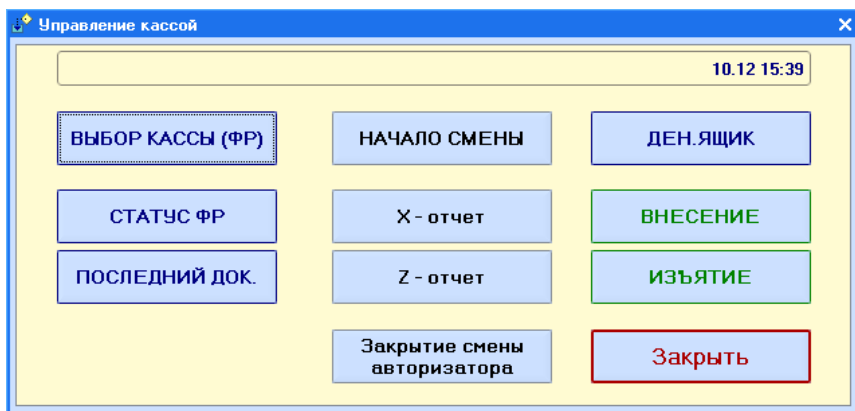 Управление кассой
10.12 15:39
ВЫБОР КАССЫ (ФР)
НАЧАЛО СМЕНЫ
ДЕН.ЯЩИК
СТАТУС ФР
X - отчет
ВНЕСЕНИЕ
ПОСЛЕДНИЙ ДОК.
Z - отчет
ИЗЪЯТИЕ
Закрытие смены
авторизатора
Закрыть